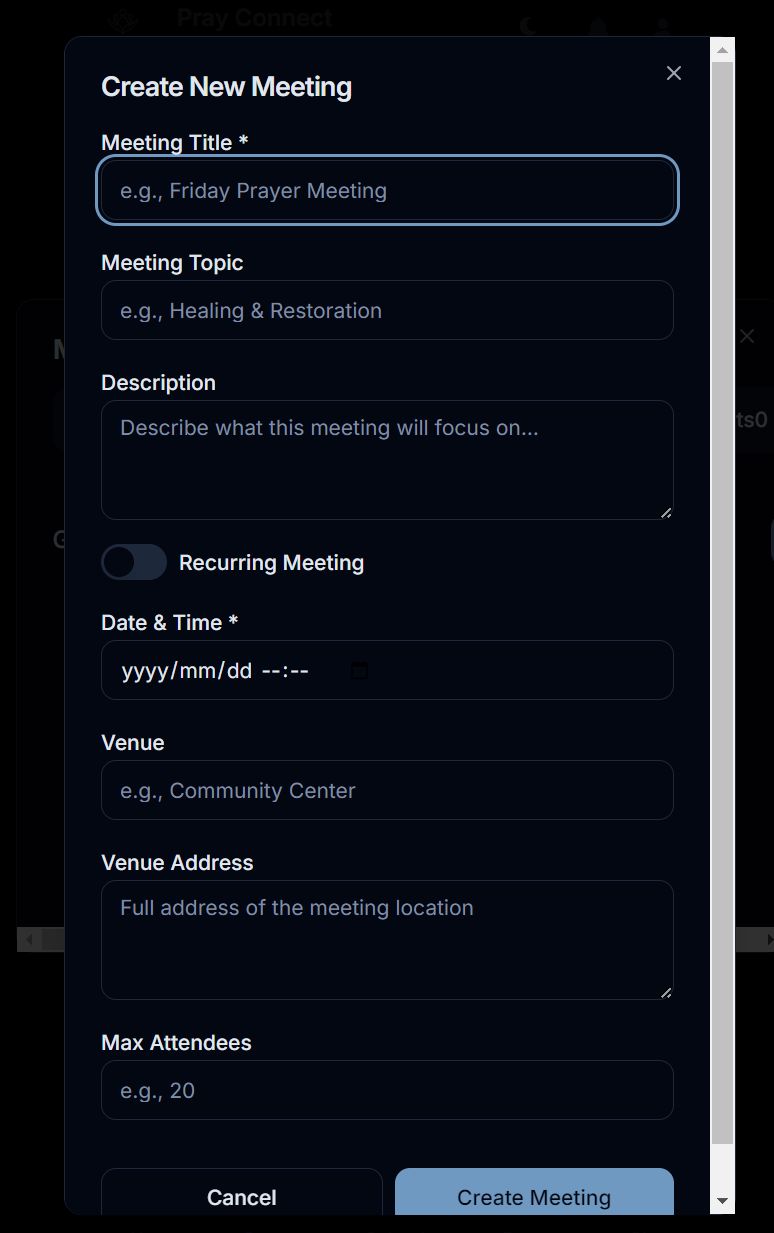 Pray Connect
Create New Meeting
Meeting Title *
e.g., Friday Prayer Meeting
Meeting Topic
e.g., Healing & Restoration
Description
Describe what this meeting will focus on...
Recurring Meeting
Date & Time *
yyyy/mm/dd --:--
Venue
e.g., Community Center
Venue Address
Full address of the meeting location
Max Attendees
e.g., 20
Cancel
Create Meeting